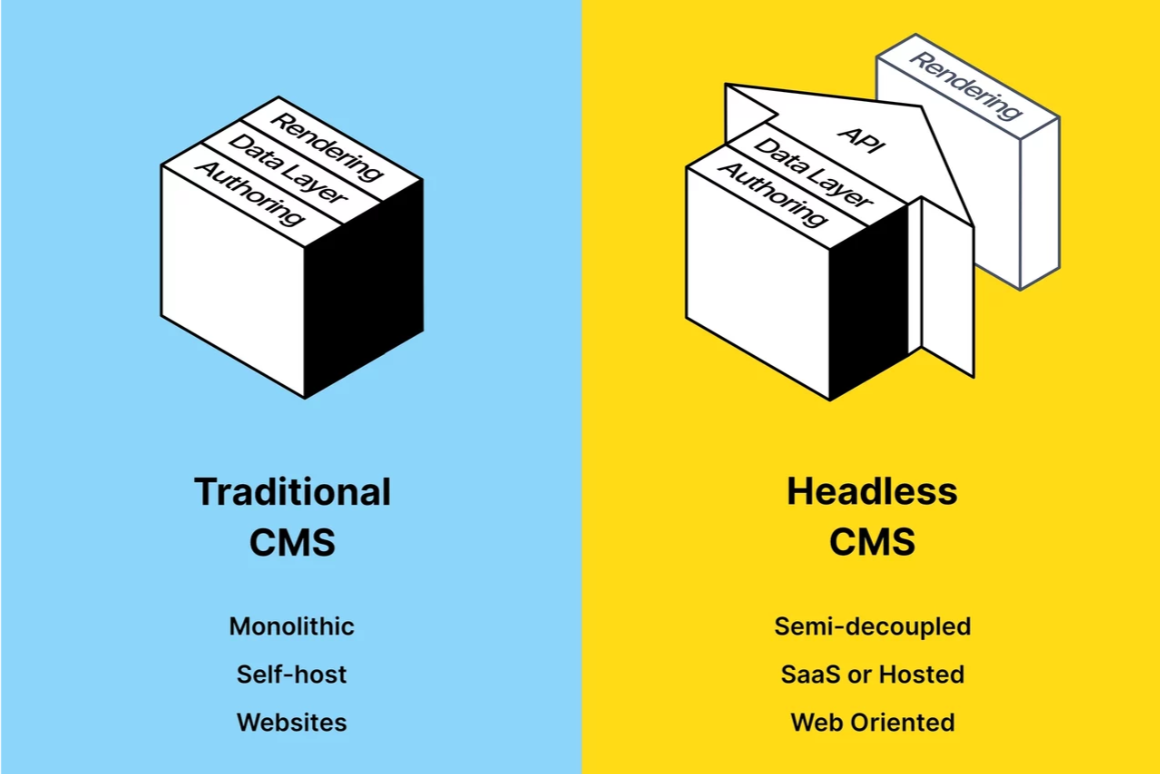 Rendering
Data Layer
Authoring
Traditional
CMS
Monolithic
Self-host
Websites
Rendering
API
Data Layer
Authoring
Headless
CMS
Semi-decoupled
SaaS or Hosted
Web Oriented